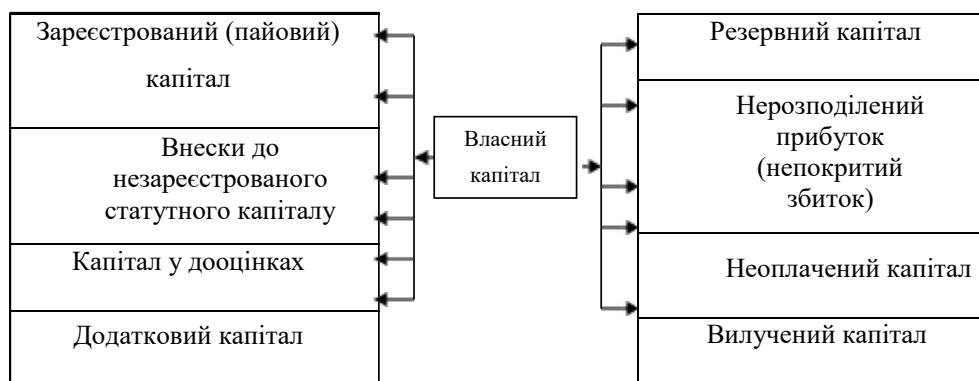 Зареєстрований (пайовий)
капітал
Внески до
незареєстрованого
статутного капіталу
Капітал у дооцінках
Додатковий капітал
Власний
капітал
Резервний капітал
Нерозподілений
прибуток
(непокритий
збиток)
Неоплачений капітал
Вилучений капітал